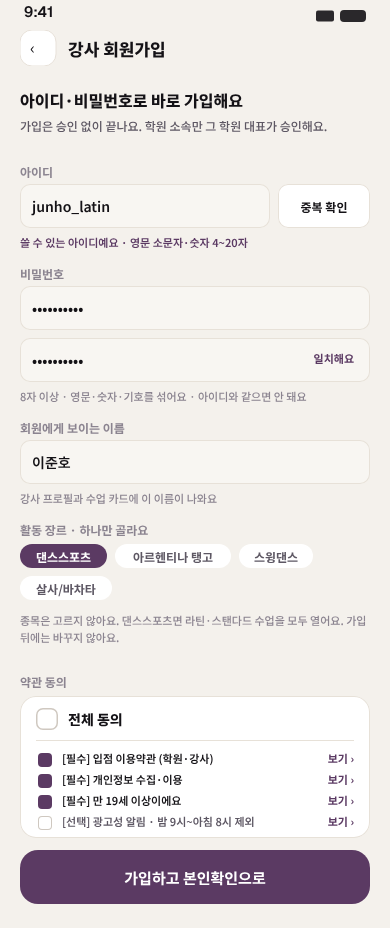 9:41
‹ 강사 회원가입
아이디·비밀번호로 바로 가입해요
가입은 승인 없이 끝나요. 학원 소속만 그 학원 대표가 승인해요.
아이디
junho_latin 중복 확인
쓸 수 있는 아이디예요 · 영문 소문자·숫자 4~20자
비밀번호
••••••••••
•••••••••• 일치해요
8자 이상 · 영문·숫자·기호를 섞어요 · 아이디와 같으면 안 돼요
회원에게 보이는 이름
이준호
강사 프로필과 수업 카드에 이 이름이 나와요
활동 장르 · 하나만 골라요
댄스스포츠 아르헨티나 탱고 스윙댄스
살사/바차타
종목은 고르지 않아요. 댄스스포츠면 라틴·스탠다드 수업을 모두 열어요. 가입
뒤에는 바꾸지 않아요.
약관 동의
전체 동의
[필수] 입점 이용약관 (학원·강사) 보기 ›
[필수] 개인정보 수집·이용 보기 ›
[필수] 만 19세 이상이에요 보기 ›
[선택] 광고성 알림 · 밤 9시~아침 8시 제외 보기 ›
가입하고 본인확인으로